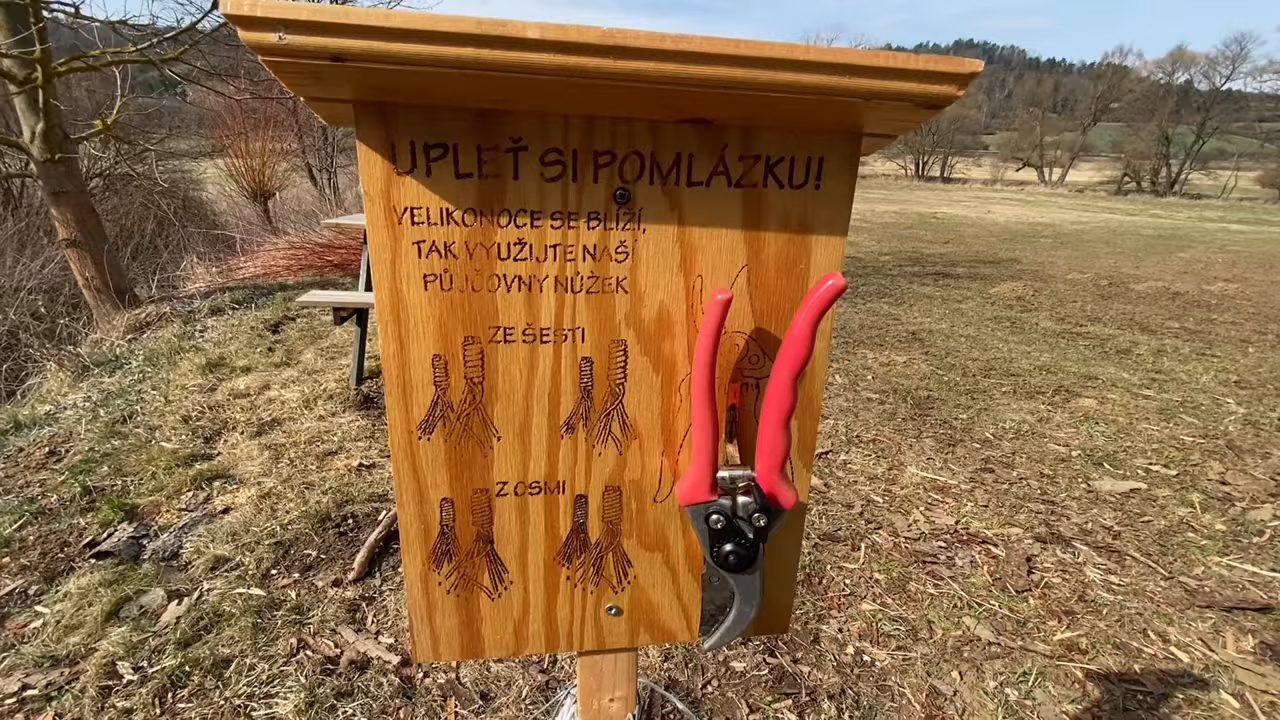 UPLEŤ SI POMLÁZKU!
VELIKONOCE SE BLÍŽÍ,
TAK VYUŽIJTE NAŠÍ
PŮJČOVNY NŮŽEK
ZE ŠESTI
Z OSMI